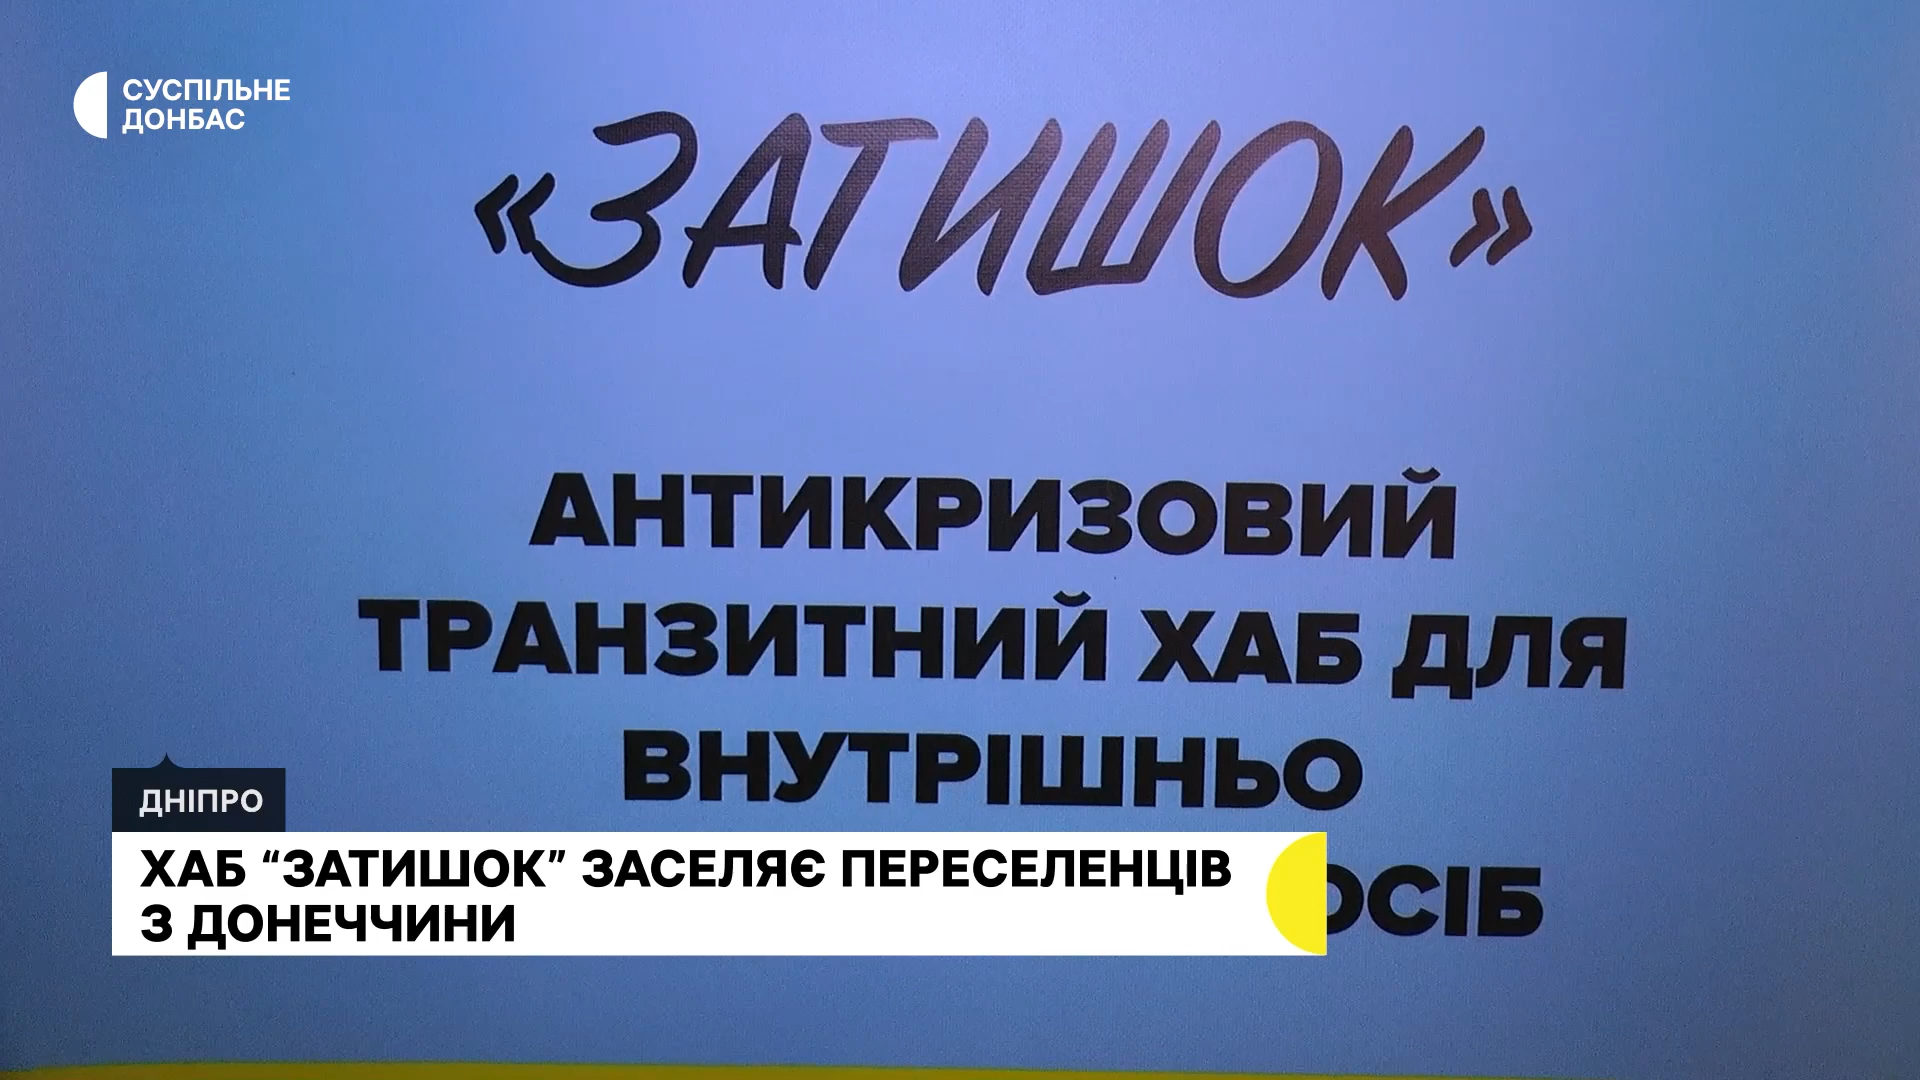 СУСПІЛЬНЕ
ДОНБАС
«ЗАТИШОК»
АНТИКРИЗОВИЙ
ТРАНЗИТНИЙ ХАБ ДЛЯ
ВНУТРІШНЬО
ОСІБ
ДНІПРО
ХАБ “ЗАТИШОК” ЗАСЕЛЯЄ ПЕРЕСЕЛЕНЦІВ
З ДОНЕЧЧИНИ